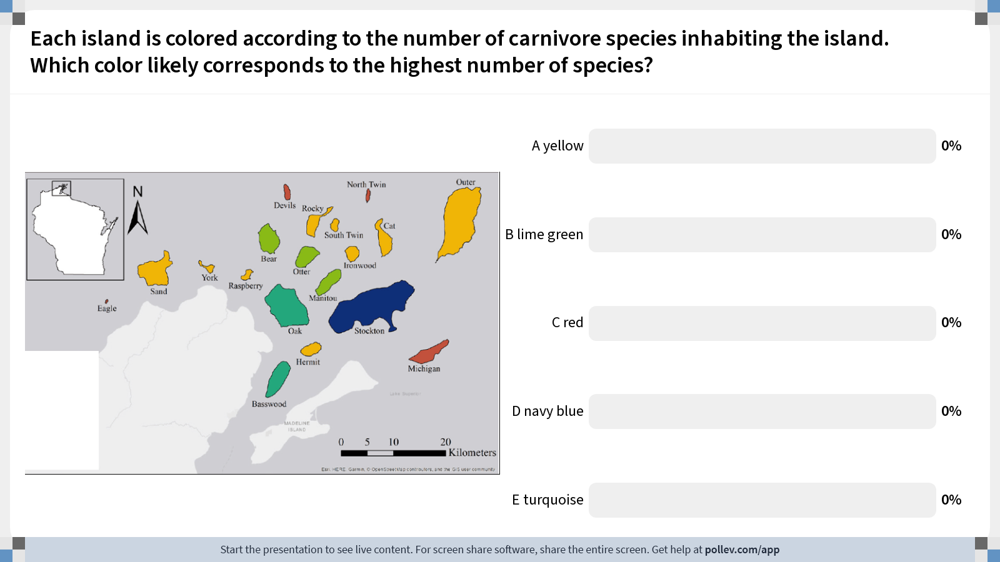 Each island is colored according to the number of carnivore species inhabiting the island.
Which color likely corresponds to the highest number of species?
A yellow 0%
B lime green 0%
C red 0%
D navy blue 0%
E turquoise 0%
N
Devils
North Twin
Outer
Rocky
South Twin
Cat
Bear
Otter
Ironwood
Sand
York
Raspberry
Manitou
Eagle
Oak
Stockton
Hermit
Michigan
Basswood
Lake Superior
MADELINE
ISLAND
0 5 10 20
Kilometers
Esri, HERE, Garmin, © OpenStreetMap contributors, and the GIS user community
Start the presentation to see live content. For screen share software, share the entire screen. Get help at pollev.com/app